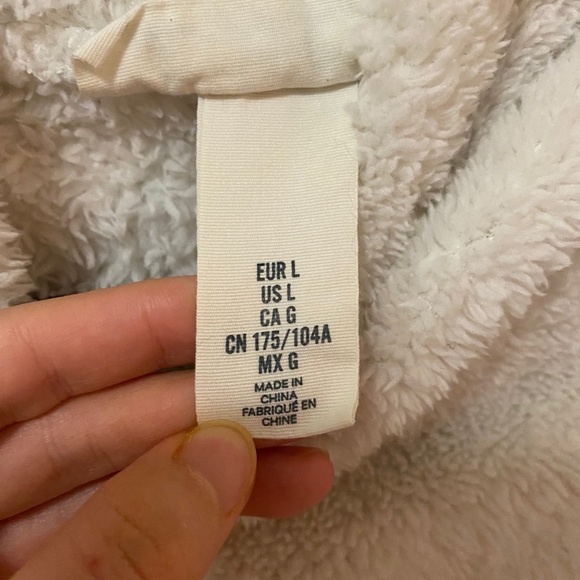 EUR L
US L
CA G
CN 175/104A
MX G
MADE IN
CHINA
FABRIQUÉ EN
CHINE